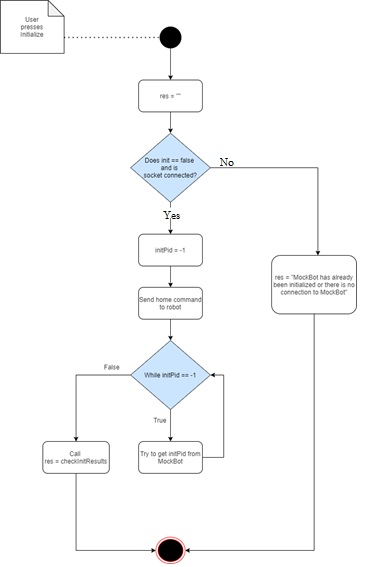 User
presses
Initialize
res = ""
Does init == false
and is
socket connected?
No
Yes
initPid = -1
res = "MockBot has already
been initialized or there is no
connection to MockBot"
Send home command
to robot
While initPid == -1
False
True
Call
res = checkInitResults
Try to get initPid from
MockBot